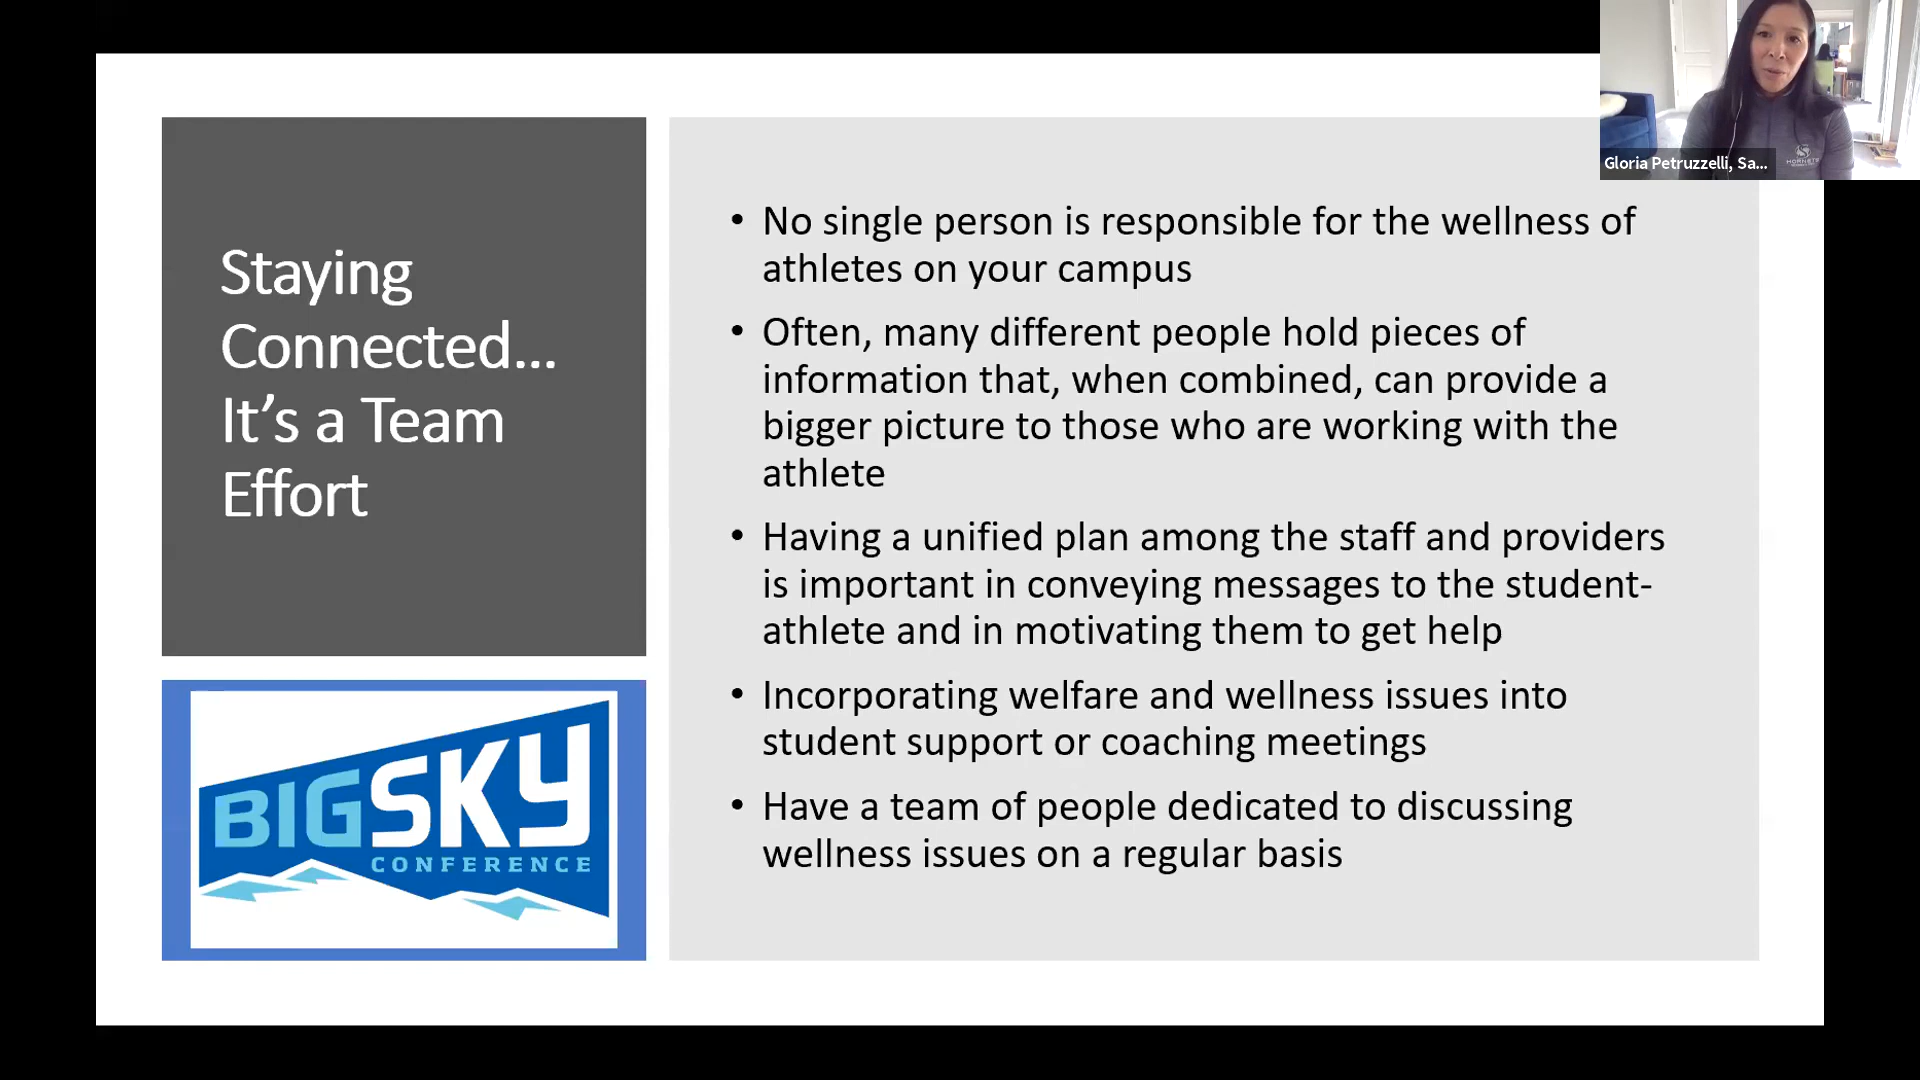 Gloria Petruzzelli, Sa...
HORNETS
Staying
Connected...
It's a Team
Effort
• No single person is responsible for the wellness of
athletes on your campus
• Often, many different people hold pieces of
information that, when combined, can provide a
bigger picture to those who are working with the
athlete
• Having a unified plan among the staff and providers
is important in conveying messages to the student-
athlete and in motivating them to get help
• Incorporating welfare and wellness issues into
student support or coaching meetings
• Have a team of people dedicated to discussing
wellness issues on a regular basis
BIGSKY
CONFERENCE